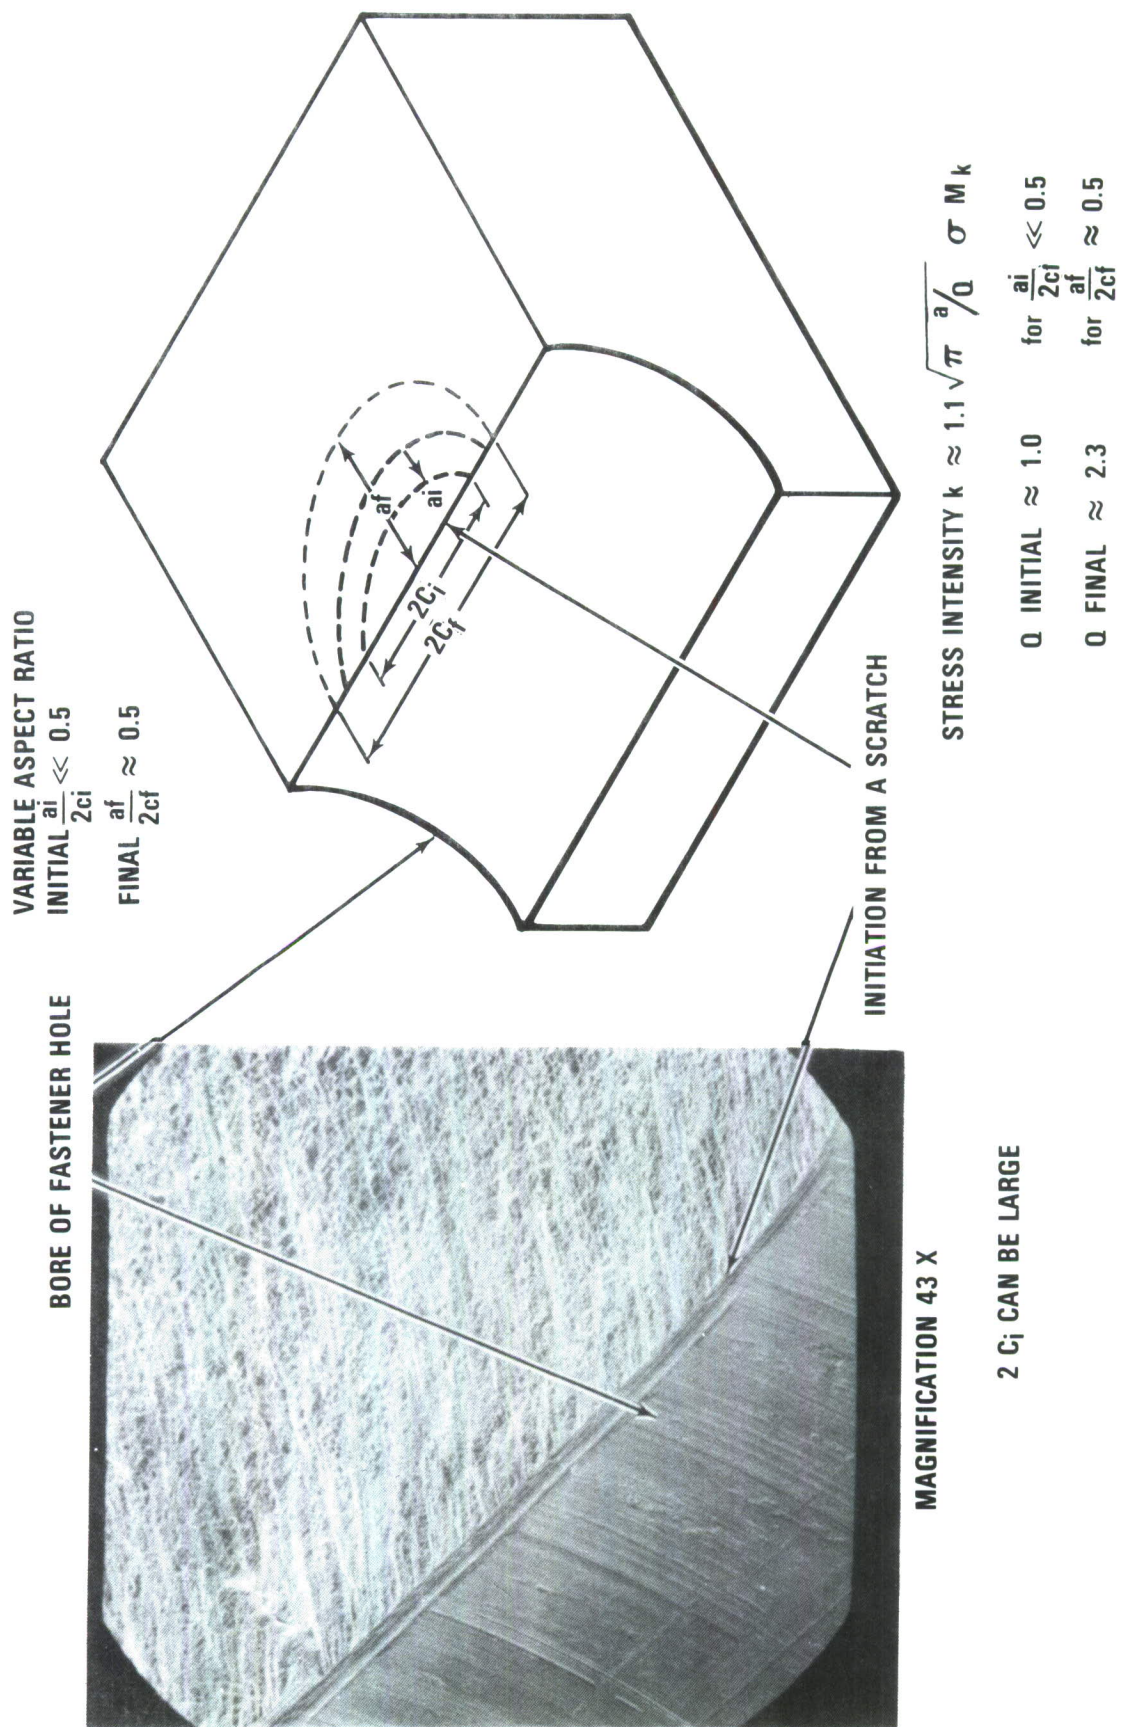 BORE OF FASTENER HOLE
VARIABLE ASPECT RATIO
INITIAL ai/2ci ≪ 0.5
FINAL af/2cf ≈ 0.5
af
ai
2Ci
2Cf
INITIATION FROM A SCRATCH
MAGNIFICATION 43 X
2 Ci CAN BE LARGE
STRESS INTENSITY k ≈ 1.1 √π a/Q σ Mk
Q INITIAL ≈ 1.0 for ai/2ci ≪ 0.5
Q FINAL ≈ 2.3 for af/2cf ≈ 0.5